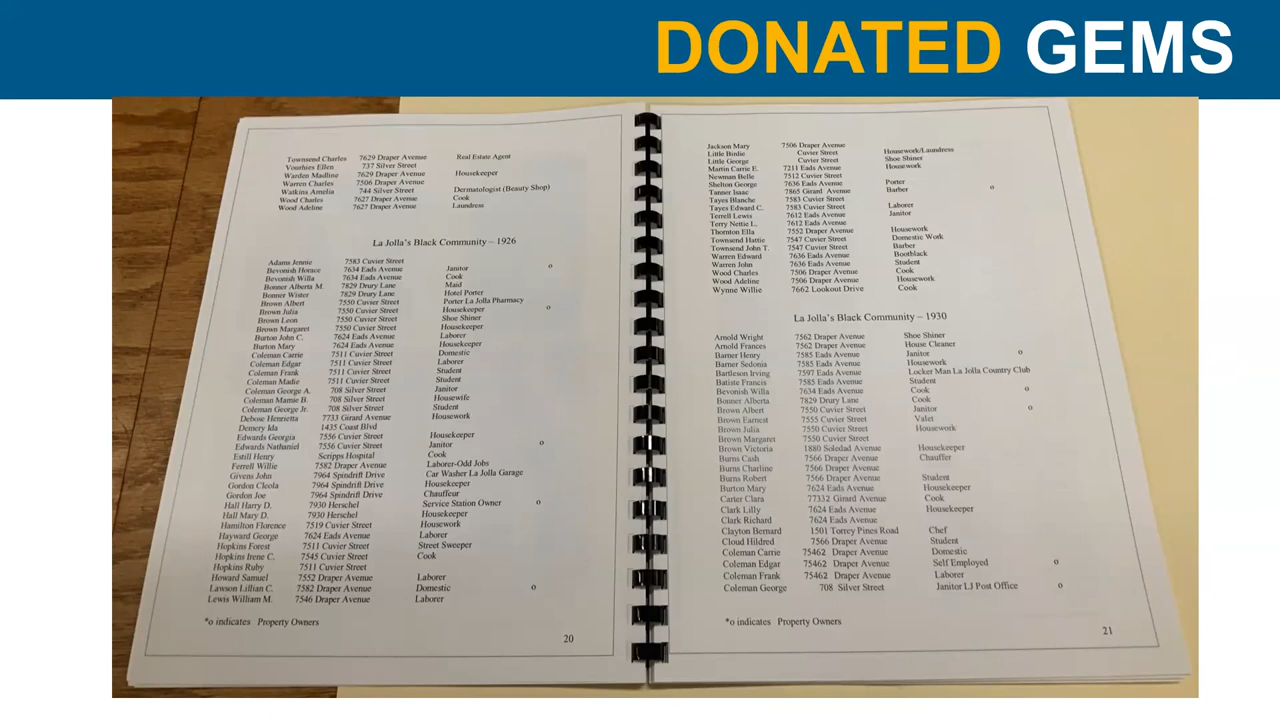 DONATED GEMS
Townsend Charles 7629 Draper Avenue Real Estate Agent
Voorhies Ellen 737 Silver Street
Warden Madline 7629 Draper Avenue Housekeeper
Warren Charles 7506 Draper Avenue
Watkins Amelia 744 Silver Street Dermatologist (Beauty Shop)
Wood Charles 7627 Draper Avenue Cook
Wood Adeline 7627 Draper Avenue Laundress
La Jolla's Black Community – 1926
Adams Jennie 7583 Cuvier Street
Bevonish Horace 7634 Eads Avenue Janitor o
Bevonish Willa 7634 Eads Avenue Cook
Bonner Alberta M. 7829 Drury Lane Maid
Bonner Wister 7829 Drury Lane Hotel Porter
Brown Albert 7550 Cuvier Street Porter La Jolla Pharmacy
Brown Julia 7550 Cuvier Street Housekeeper o
Brown Leon 7550 Cuvier Street Shoe Shiner
Brown Margaret 7550 Cuvier Street Housekeeper
Burton John C. 7624 Eads Avenue Laborer
Burton Mary 7624 Eads Avenue Housekeeper
Coleman Carrie 7511 Cuvier Street Domestic
Coleman Edgar 7511 Cuvier Street Laborer
Coleman Frank 7511 Cuvier Street Student
Coleman Madie 7511 Cuvier Street Student
Coleman George A. 708 Silver Street Janitor
Coleman Mamie B. 708 Silver Street Housewife
Coleman George Jr. 708 Silver Street Student
Debose Henrietta 7733 Girard Avenue Housework
Demery Ida 1435 Coast Blvd
Edwards Georgia 7556 Cuvier Street Housekeeper
Edwards Nathaniel 7556 Cuvier Street Janitor o
Estill Henry Scripps Hospital Cook
Ferrell Willie 7582 Draper Avenue Laborer-Odd Jobs
Givens John 7964 Spindrift Drive Car Washer La Jolla Garage
Gordon Cleola 7964 Spindrift Drive Housekeeper
Gordon Joe 7964 Spindrift Drive Chauffeur
Hall Harry D. 7930 Herschel Service Station Owner o
Hall Mary D. 7930 Herschel Housekeeper
Hamilton Florence 7519 Cuvier Street Housework
Hayward George 7624 Eads Avenue Laborer
Hopkins Forest 7511 Cuvier Street Street Sweeper
Hopkins Irene C. 7545 Cuvier Street Cook
Hopkins Ruby 7511 Cuvier Street
Howard Samuel 7552 Draper Avenue Laborer
Lawson Lillian C. 7582 Draper Avenue Domestic o
Lewis William M. 7546 Draper Avenue Laborer
*o indicates Property Owners
20
Jackson Mary 7506 Draper Avenue
Little Birdie Cuvier Street Housework/Laundress
Little George Cuvier Street Shoe Shiner
Martin Carrie E. 7211 Eads Avenue Housework
Newman Belle 7512 Cuvier Street
Shelton George 7636 Eads Avenue Porter
Tanner Isaac 7865 Girard Avenue Barber o
Tayes Blanche 7583 Cuvier Street
Tayes Edward C. 7583 Cuvier Street Laborer
Terrell Lewis 7612 Eads Avenue Janitor
Terry Nettie L. 7612 Eads Avenue
Thornton Ella 7552 Draper Avenue Housework
Townsend Hattie 7547 Cuvier Street Domestic Work
Townsend John T. 7547 Cuvier Street Barber
Warren Edward 7636 Eads Avenue Bootblack
Warren John 7636 Eads Avenue Student
Wood Charles 7506 Draper Avenue Cook
Wood Adeline 7506 Draper Avenue Housework
Wynne Willie 7662 Lookout Drive Cook
La Jolla's Black Community – 1930
Arnold Wright 7562 Draper Avenue Shoe Shiner
Arnold Frances 7562 Draper Avenue House Cleaner
Barner Henry 7585 Eads Avenue Janitor o
Barner Sedonia 7585 Eads Avenue Housework
Bartleson Irving 7597 Eads Avenue Locker Man La Jolla Country Club
Batiste Francis 7585 Eads Avenue Student
Bevonish Willa 7634 Eads Avenue Cook o
Bonner Alberta 7829 Drury Lane Cook
Brown Albert 7550 Cuvier Street Janitor o
Brown Earnest 7555 Cuvier Street Valet
Brown Julia 7550 Cuvier Street Housework
Brown Margaret 7550 Cuvier Street
Brown Victoria 1880 Soledad Avenue Housekeeper
Burns Cash 7566 Draper Avenue Chauffer
Burns Charline 7566 Draper Avenue
Burns Robert 7566 Draper Avenue Student
Burton Mary 7624 Eads Avenue Housekeeper
Carter Clara 77332 Girard Avenue Cook
Clark Lilly 7624 Eads Avenue Housekeeper
Clark Richard 7624 Eads Avenue
Clayton Bernard 1501 Torrey Pines Road Chef
Cloud Hildred 7566 Draper Avenue Student
Coleman Carrie 75462 Draper Avenue Domestic
Coleman Edgar 75462 Draper Avenue Self Employed o
Coleman Frank 75462 Draper Avenue Laborer
Coleman George 708 Silver Street Janitor LJ Post Office o
*o indicates Property Owners
21